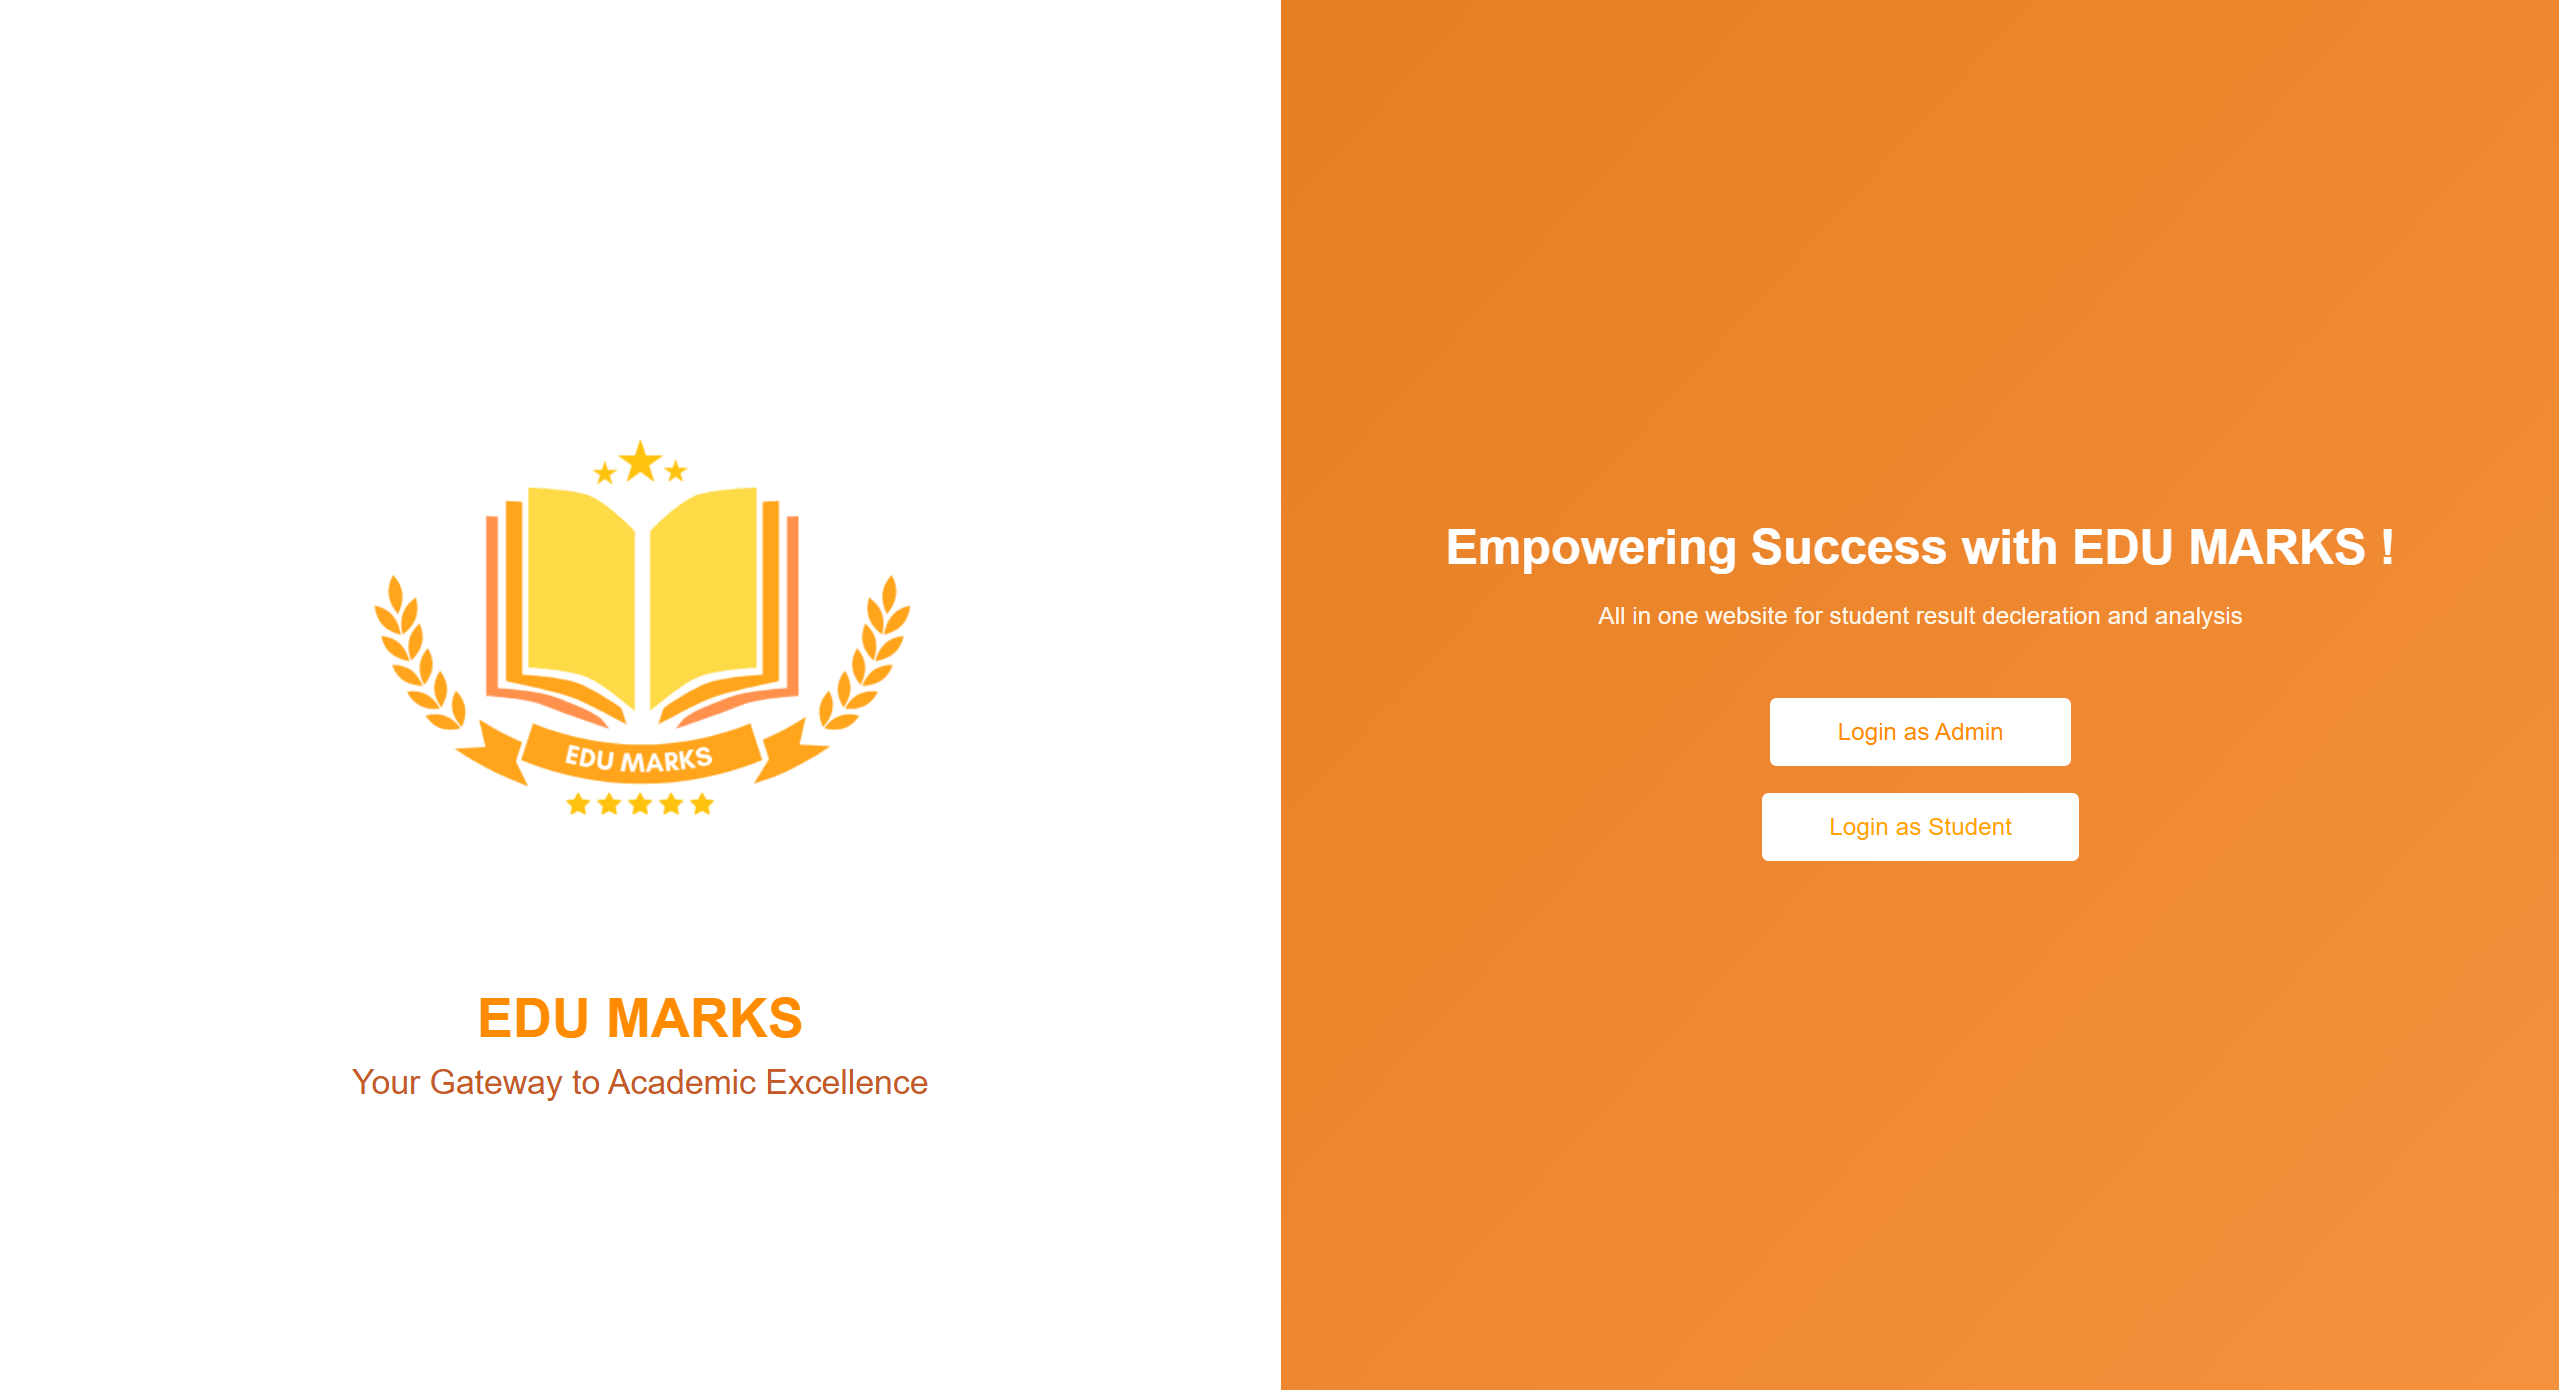 EDU MARKS
EDU MARKS
Your Gateway to Academic Excellence
Empowering Success with EDU MARKS !
All in one website for student result decleration and analysis
Login as Admin
Login as Student